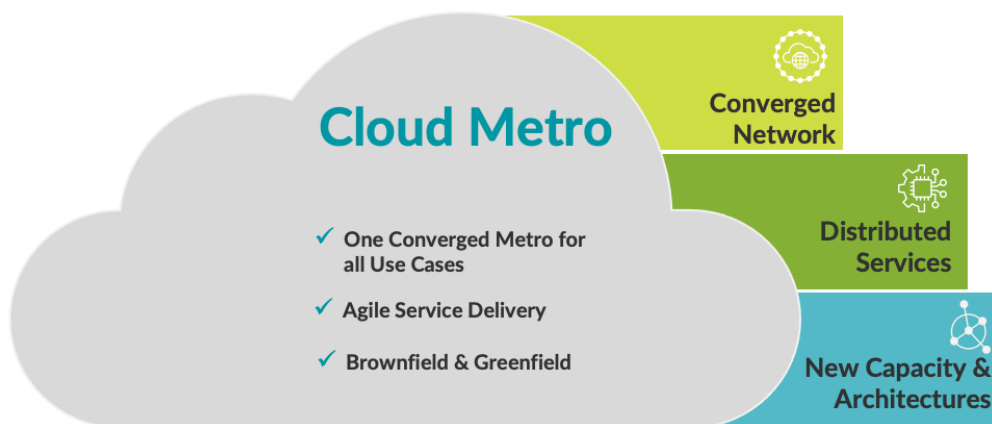 Cloud Metro
One Converged Metro for
all Use Cases
Agile Service Delivery
Brownfield & Greenfield
Converged
Network
Distributed
Services
New Capacity &
Architectures